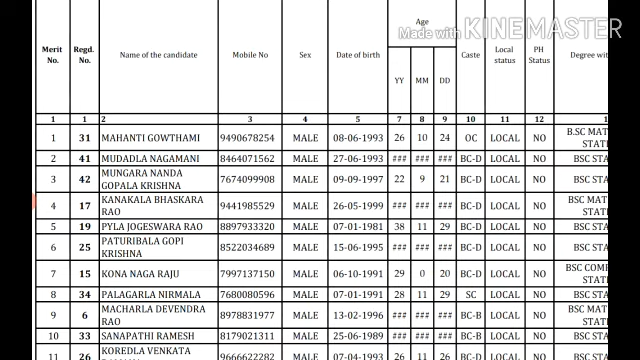 Made with KINEMASTER
Age
Merit No. Regd. No. Name of the candidate Mobile No Sex Date of birth Caste Local status PH Status Degree wit
YY MM DD
1 1 2 3 4 5 7 8 9 10 11 12 1
1 31 MAHANTI GOWTHAMI 9490678254 MALE 08-06-1993 26 10 24 OC LOCAL NO B.SC MAT STATI
2 41 MUDADLA NAGAMANI 8464071562 MALE 27-06-1993 ### ### ### BC-D LOCAL NO BSC STA
3 42 MUNGARA NANDA GOPALA KRISHNA 7674099908 MALE 09-09-1997 22 9 21 BC-D LOCAL NO BSC STA
4 17 KANAKALA BHASKARA RAO 9441985529 MALE 26-05-1999 ### ### ### BC-D LOCAL NO BSC MAT STATI
5 19 PYLA JOGESWARA RAO 8897933320 MALE 07-01-1981 38 11 29 BC-D LOCAL NO BSC STA
6 25 PATURIBALA GOPI KRISHNA 8522034689 MALE 15-06-1995 ### ### ### BC-D LOCAL NO BSC STA
7 15 KONA NAGA RAJU 7997137150 MALE 06-10-1991 29 0 20 BC-D LOCAL NO BSC COMP STATI
8 34 PALAGARLA NIRMALA 7680080596 MALE 07-01-1991 28 11 29 SC LOCAL NO BSC STA
9 6 MACHARLA DEVENDRA RAO 8978831977 MALE 13-02-1996 ### ### ### BC-B LOCAL NO BSC MAT STATI
10 33 SANAPATHI RAMESH 8179021311 MALE 25-06-1989 ### ### ### BC-B LOCAL NO BSC STA
11 26 KOREDLA VENKATA 9666622282 MALE 07-04-1993 26 11 26 BC-D LOCAL NO BSC MAT